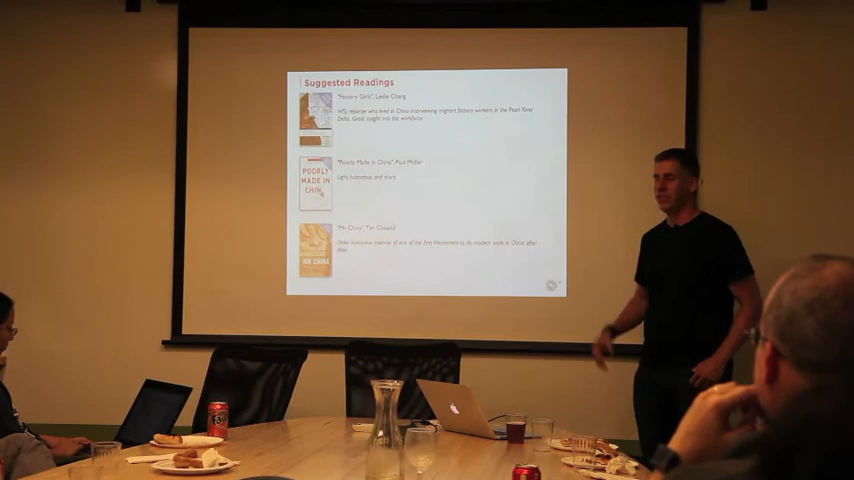 Suggested Readings
"Factory Girls", Leslie Chang
WSJ reporter who lived in China interviewing migrant factory workers in the Pearl River
Delta. Great insight into the workforce
"Poorly Made in China", Paul Midler
Light, humorous, and scary
POORLY
MADE IN
CHINA
"Mr. China", Tim Clissold
Older humorous memoir of one of the first Westerners to do modern work in China after
Mao
MR. CHINA